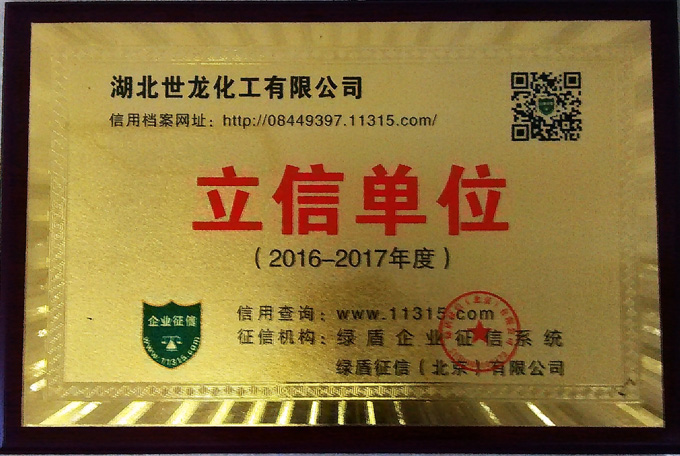 湖北世龙化工有限公司
信用档案网址：http://08449397.11315.com/
立信单位
（2016–2017年度）
企业征信
www.11315.com
信用查询：www.11315.com
征信机构：绿盾企业征信系统
绿盾征信（北京）有限公司